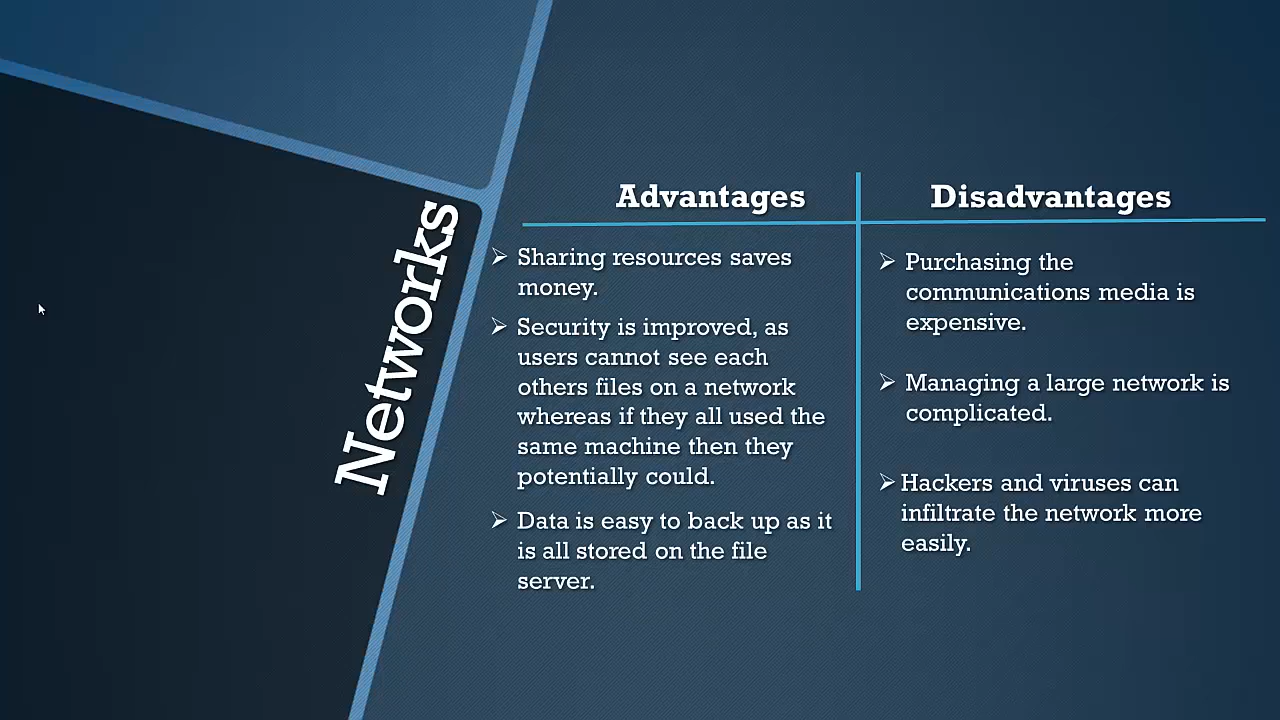 Networks
Advantages
➢ Sharing resources saves
money.
➢ Security is improved, as
users cannot see each
others files on a network
whereas if they all used the
same machine then they
potentially could.
➢ Data is easy to back up as it
is all stored on the file
server.
Disadvantages
➢ Purchasing the
communications media is
expensive.
➢ Managing a large network is
complicated.
➢ Hackers and viruses can
infiltrate the network more
easily.